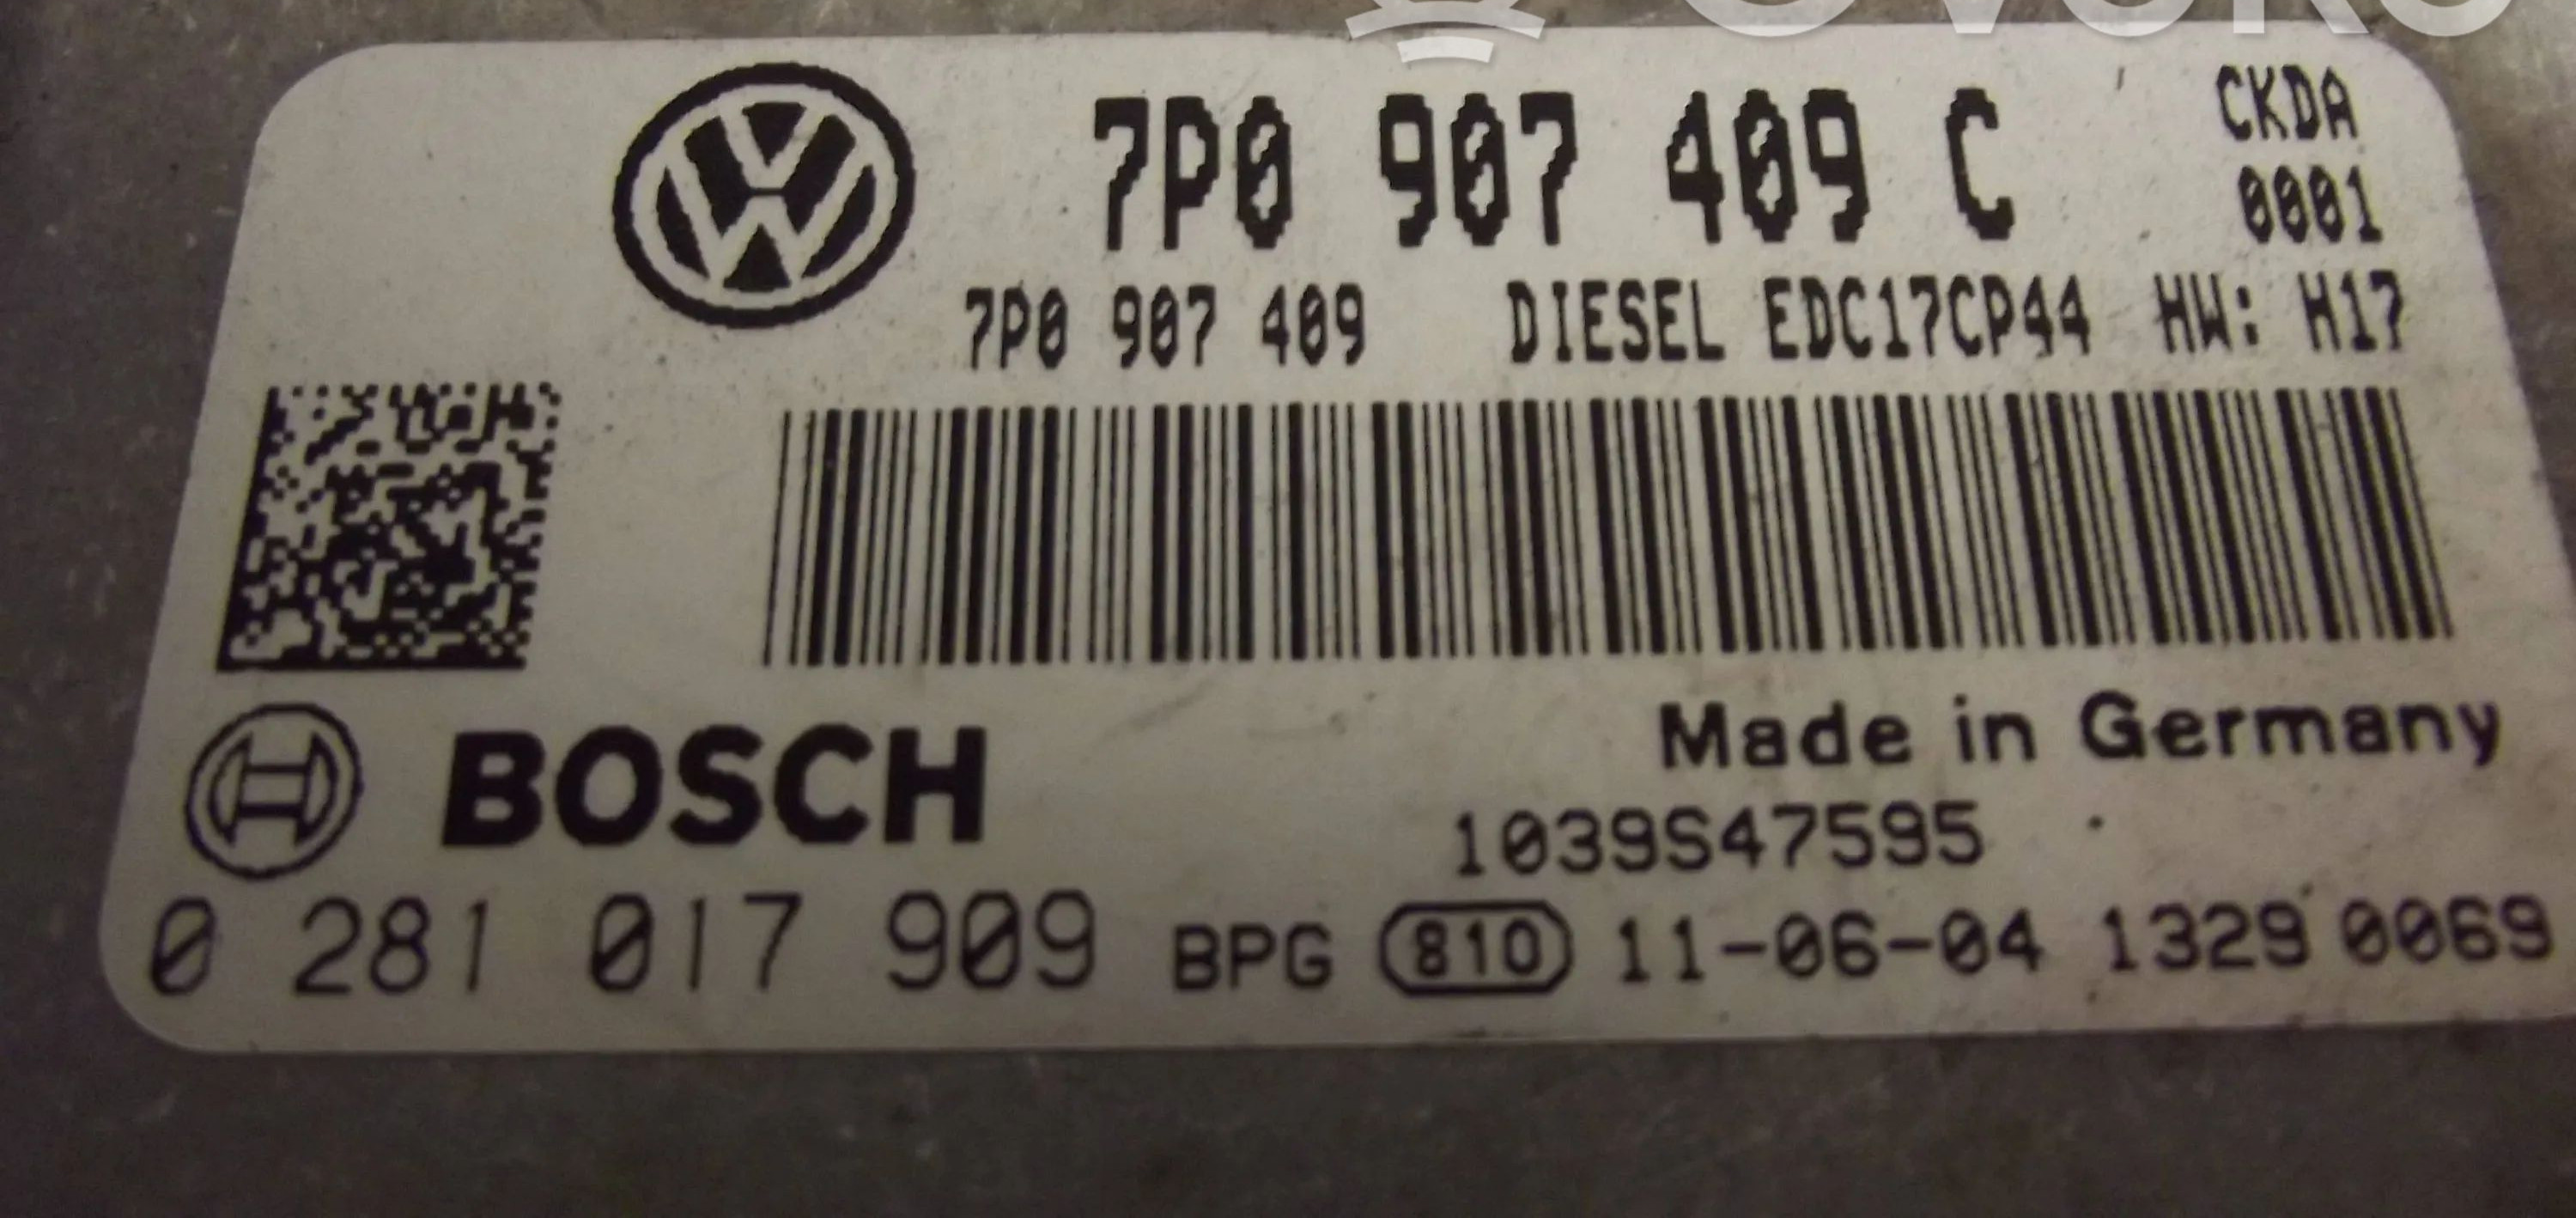 7P0 907 409 C
CKDA
0001
7P0 907 409 DIESEL EDC17CP44 HW: H17
Made in Germany
BOSCH
1039S47595
0 281 017 909 BPG 810 11-06-04 1329 0069